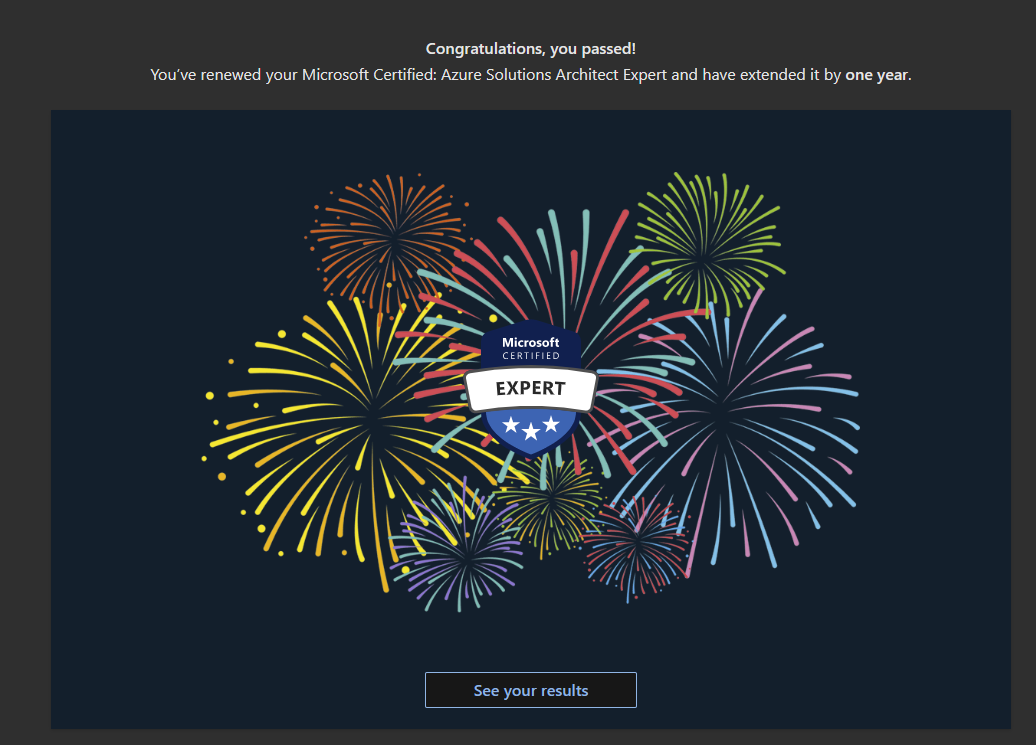 Congratulations, you passed!
You’ve renewed your Microsoft Certified: Azure Solutions Architect Expert and have extended it by one year.
Microsoft
CERTIFIED
EXPERT
See your results